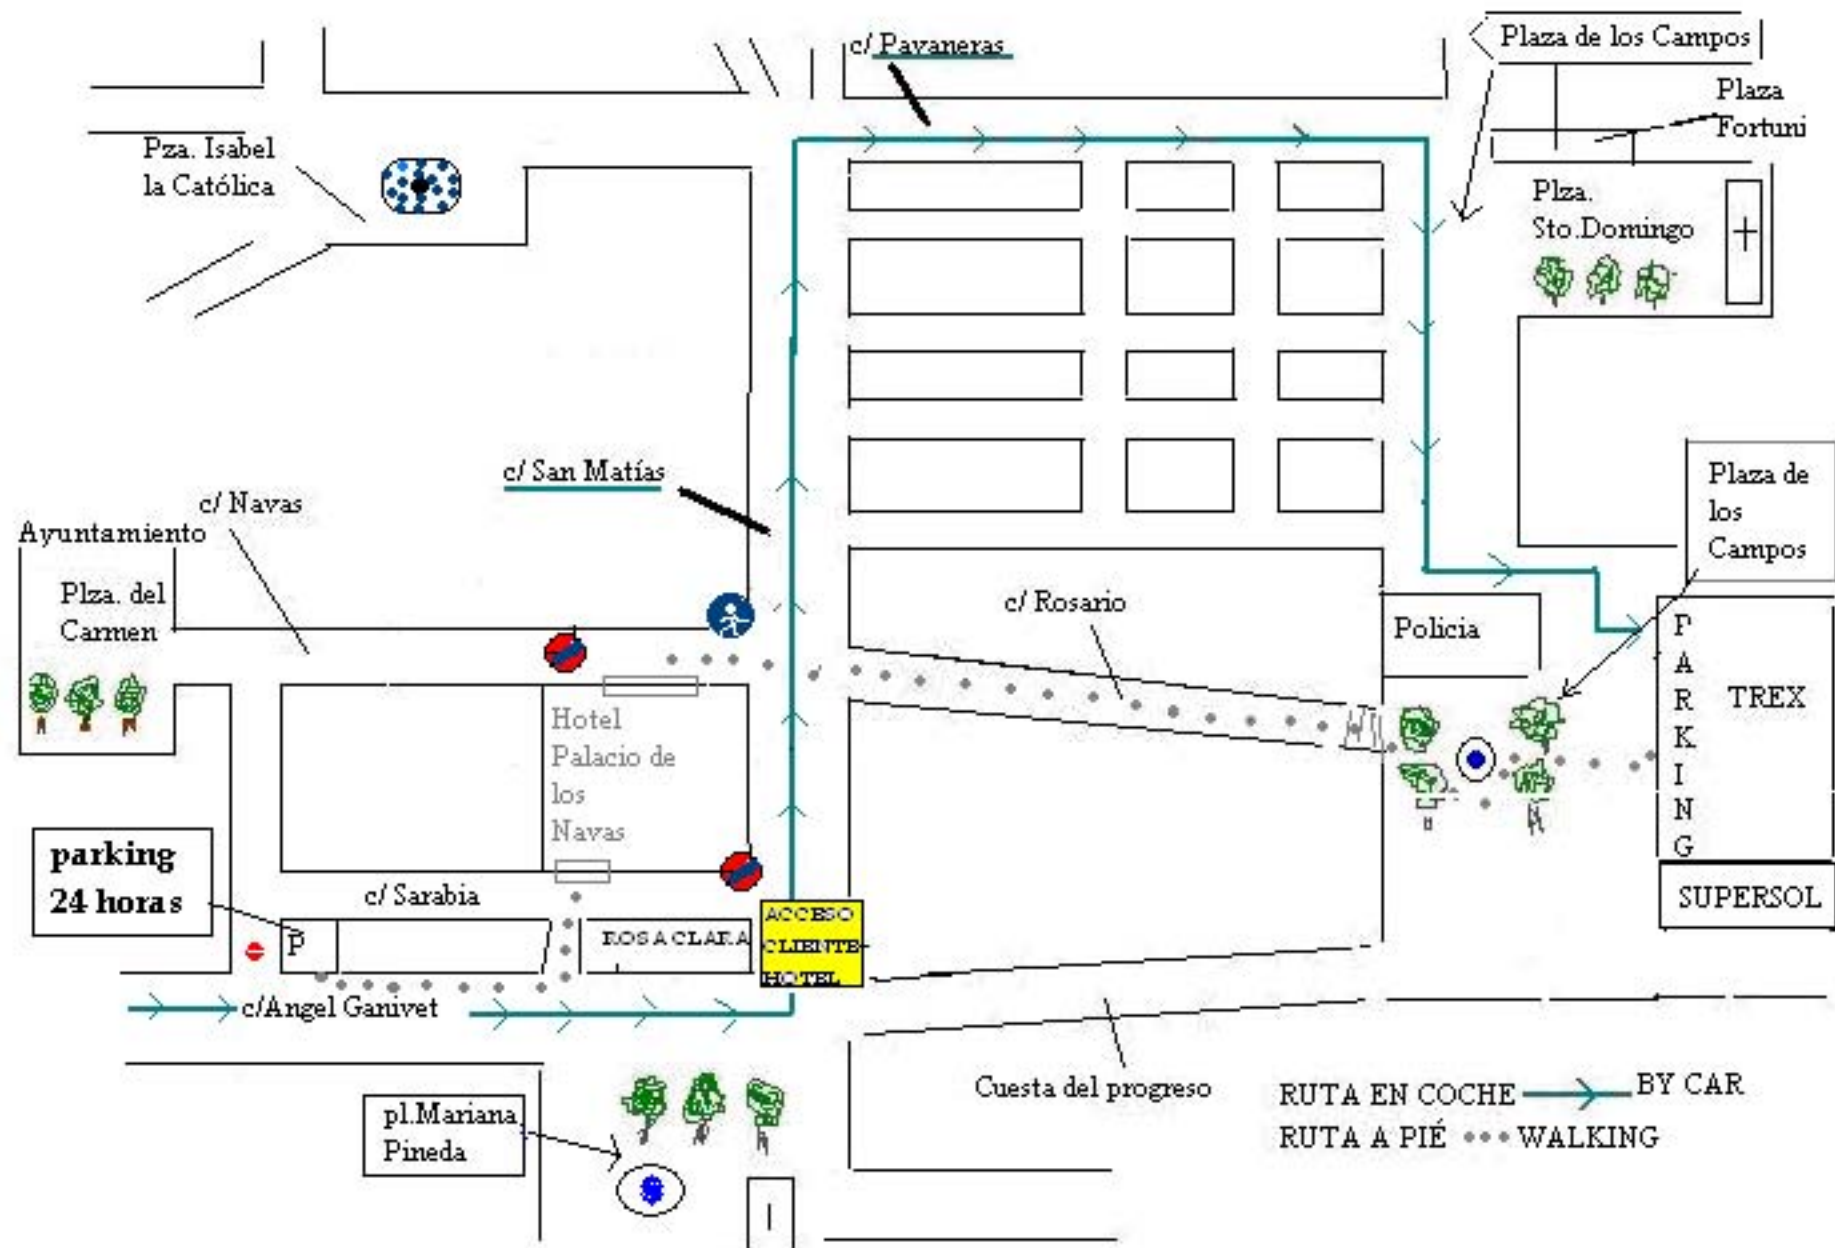 c/ Pavaneras
Plaza de los Campos
Plaza
Fortuni
Pza. Isabel
la Católica
Plza.
Sto.Domingo
c/ San Matías
Plaza de
los
Campos
c/ Navas
Ayuntamiento
Plza. del
Carmen
c/ Rosario
Policia
PARKING
TREX
Hotel
Palacio de
los
Navas
parking
24 horas
c/ Sarabia
P
ROSACLARA
ACCESO
CLIENTE
HOTEL
SUPERSOL
c/Angel Ganivet
Cuesta del progreso
pl.Mariana
Pineda
RUTA EN COCHE BY CAR
RUTA A PIÉ WALKING